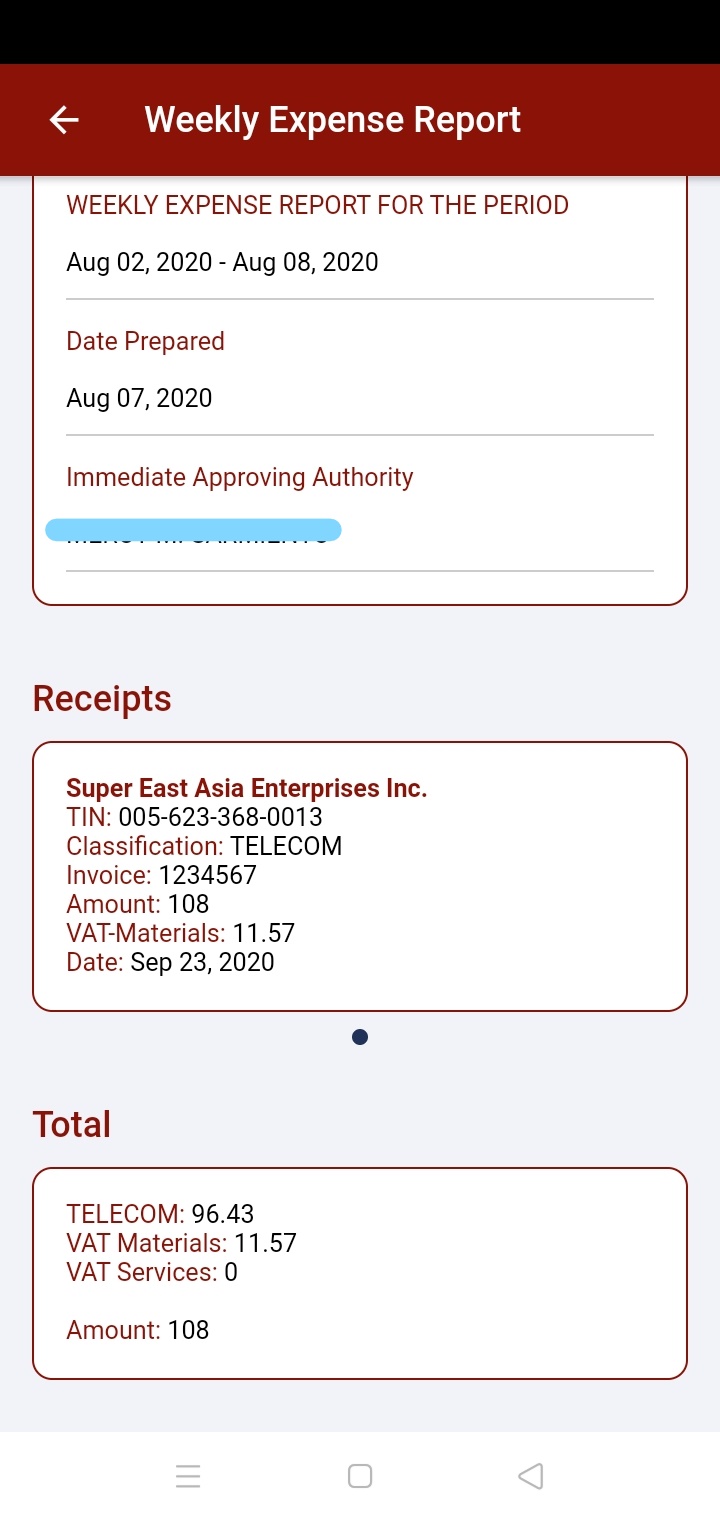 Weekly Expense Report
WEEKLY EXPENSE REPORT FOR THE PERIOD
Aug 02, 2020 - Aug 08, 2020
Date Prepared
Aug 07, 2020
Immediate Approving Authority
Receipts
Super East Asia Enterprises Inc.
TIN: 005-623-368-0013
Classification: TELECOM
Invoice: 1234567
Amount: 108
VAT-Materials: 11.57
Date: Sep 23, 2020
Total
TELECOM: 96.43
VAT Materials: 11.57
VAT Services: 0
Amount: 108